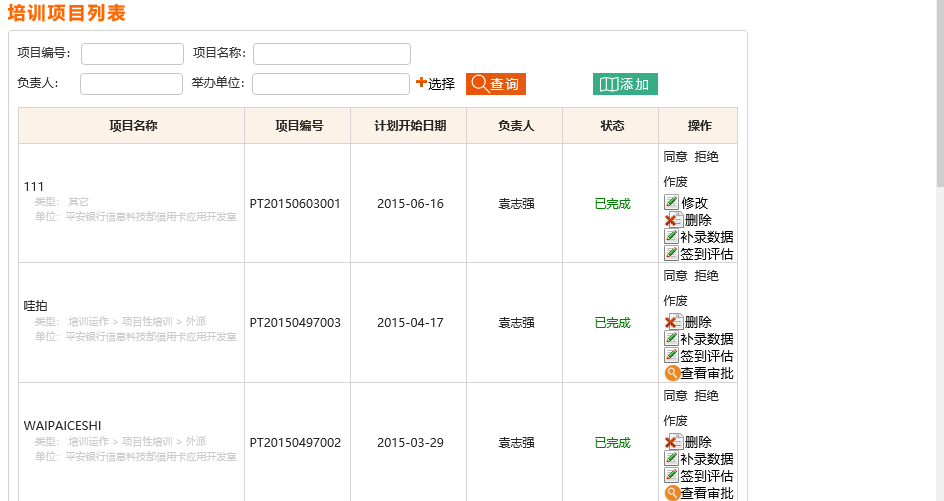 培训项目列表
项目编号： 项目名称：
负责人： 举办单位： 选择 查询 添加
项目名称 项目编号 计划开始日期 负责人 状态 操作
同意 拒绝
作废
111
类型： 其它
单位：平安银行信息科技部信用卡应用开发室
PT20150603001 2015-06-16 袁志强 已完成
修改
删除
补录数据
签到评估
同意 拒绝
作废
哇拍
类型： 培训运作 > 项目性培训 > 外派
单位：平安银行信息科技部信用卡应用开发室
PT20150497003 2015-04-17 袁志强 已完成
删除
补录数据
签到评估
查看审批
同意 拒绝
作废
WAIPAICESHI
类型： 培训运作 > 项目性培训 > 外派
单位：平安银行信息科技部信用卡应用开发室
PT20150497002 2015-03-29 袁志强 已完成
删除
补录数据
签到评估
查看审批